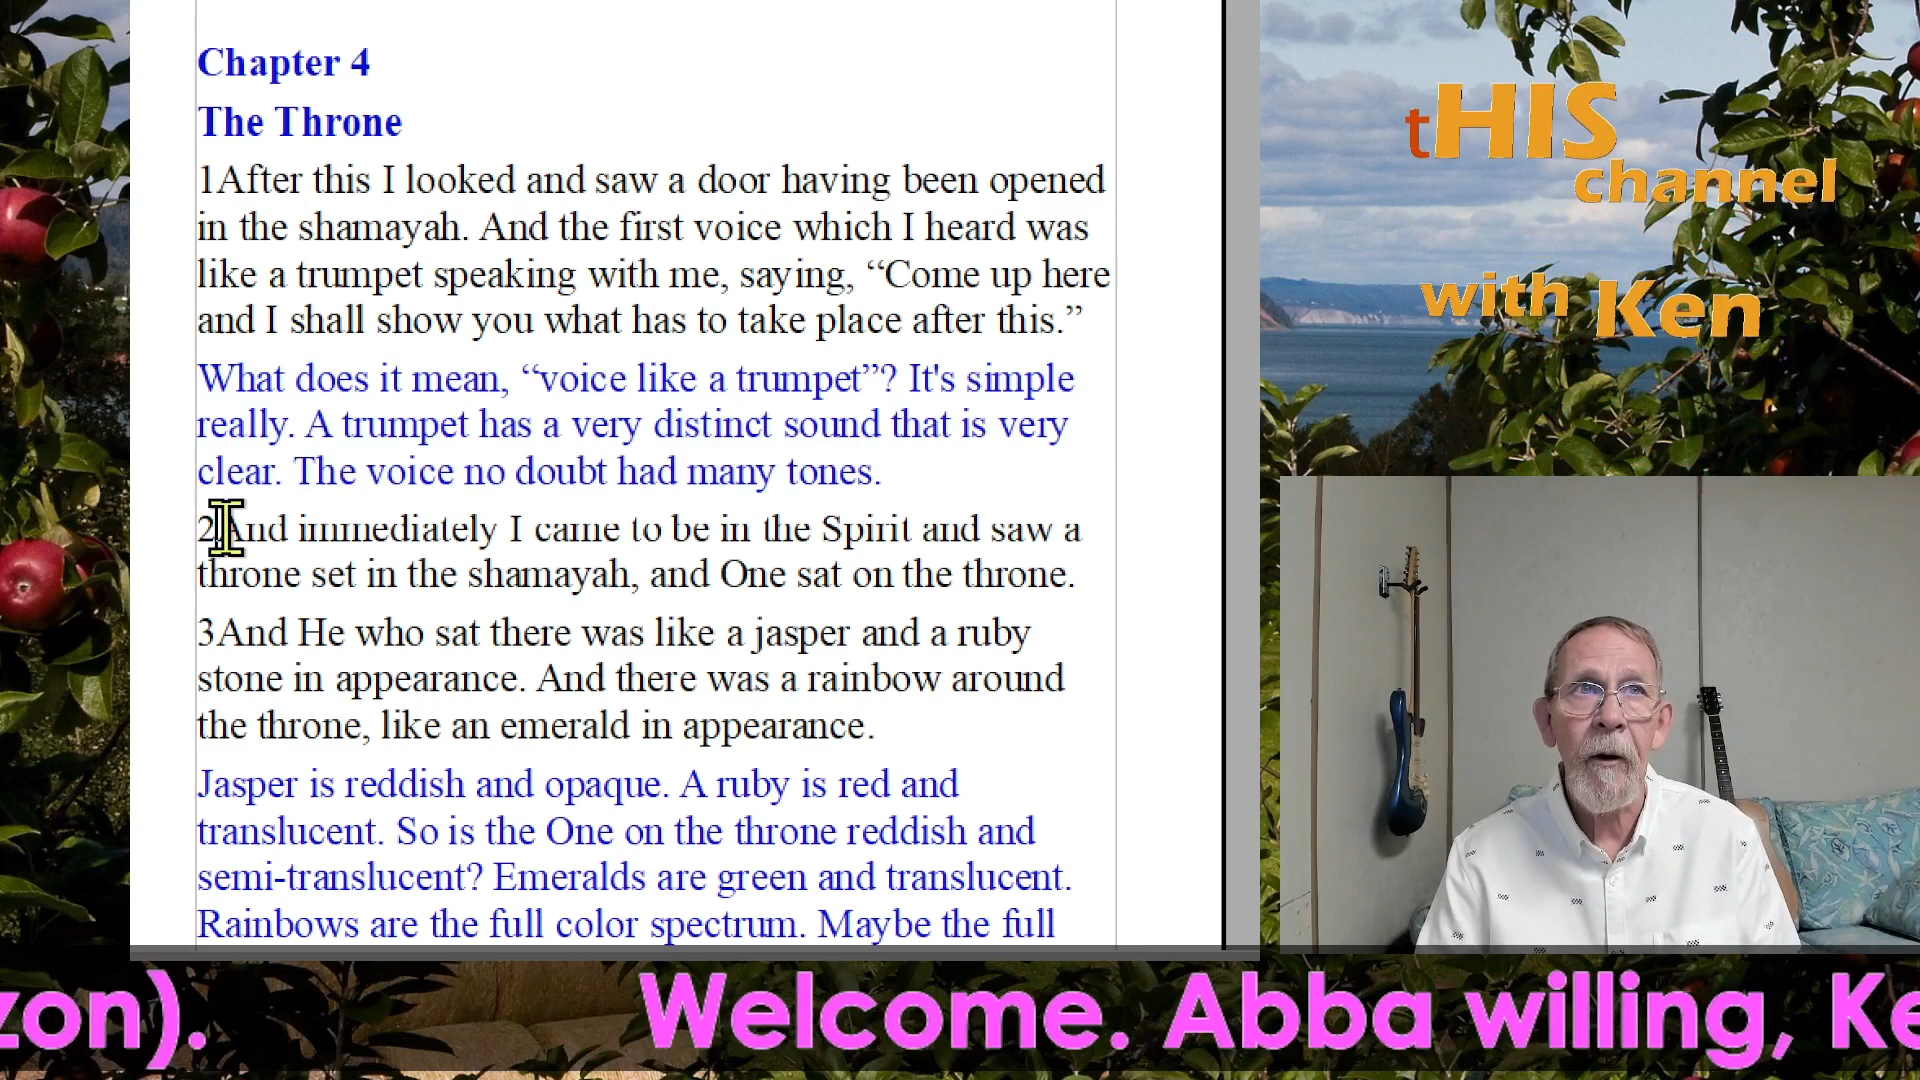 Chapter 4
The Throne
1After this I looked and saw a door having been opened
in the shamayah. And the first voice which I heard was
like a trumpet speaking with me, saying, “Come up here
and I shall show you what has to take place after this.”
What does it mean, “voice like a trumpet”? It's simple
really. A trumpet has a very distinct sound that is very
clear. The voice no doubt had many tones.
2And immediately I came to be in the Spirit and saw a
throne set in the shamayah, and One sat on the throne.
3And He who sat there was like a jasper and a ruby
stone in appearance. And there was a rainbow around
the throne, like an emerald in appearance.
Jasper is reddish and opaque. A ruby is red and
translucent. So is the One on the throne reddish and
semi-translucent? Emeralds are green and translucent.
Rainbows are the full color spectrum. Maybe the full
tHIS
channel
with Ken
zon). Welcome. Abba willing, Ke